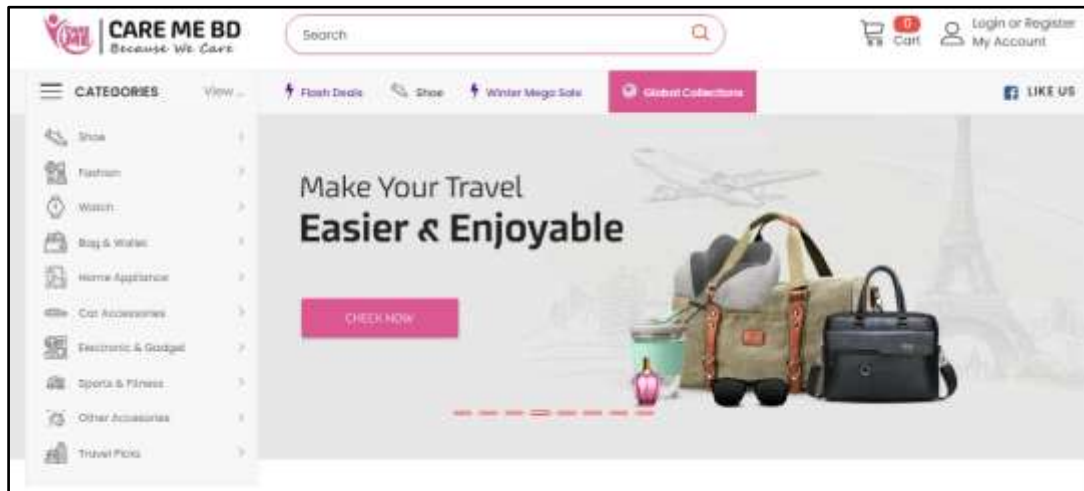 CARE ME BD
Because We Care
Search
0
Cart
Login or Register
My Account
CATEGORIES View ...
Flash Deals
Shoe
Winter Mega Sale
Global Collections
LIKE US
Shoe
Fashion
Watch
Bag & Wallet
Home Appliance
Car Accessories
Electronic & Gadget
Sports & Fitness
Other Accessories
Travel Picks
Make Your Travel
Easier & Enjoyable
CHECK NOW